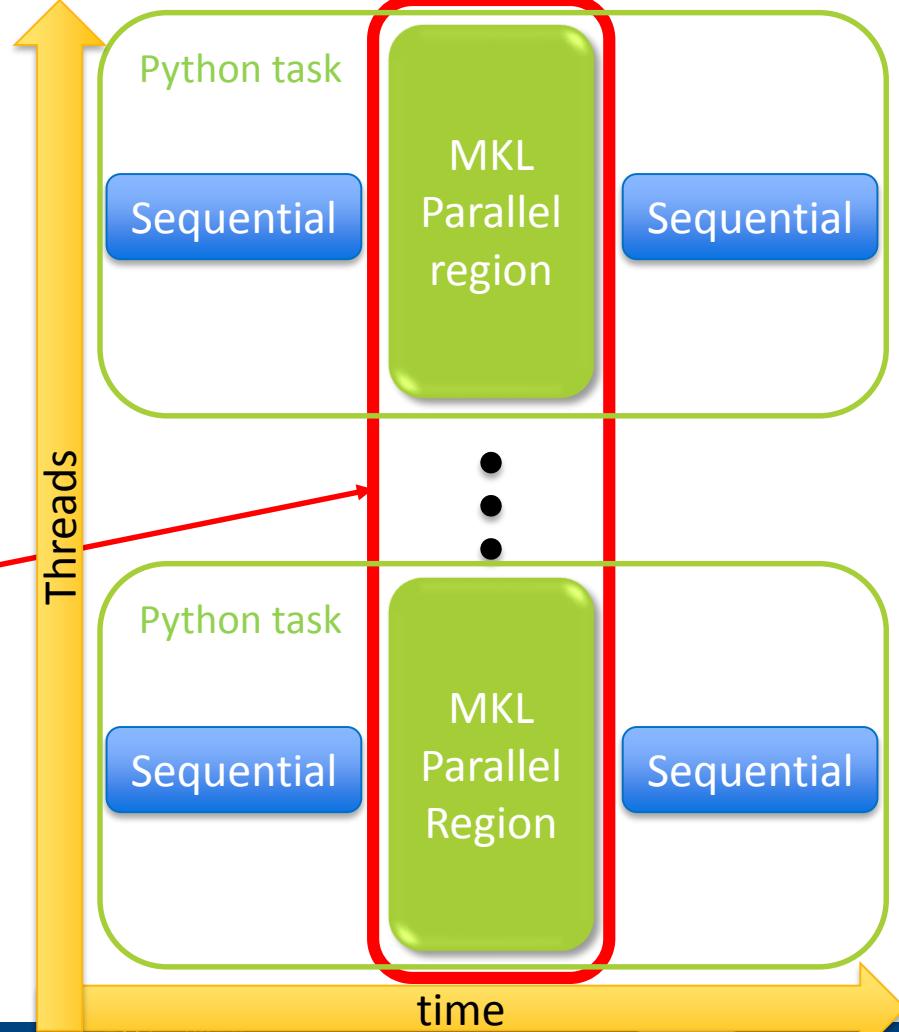 Python task
MKL
Parallel
region
Sequential
Sequential
Threads
Python task
MKL
Parallel
Region
Sequential
Sequential
time